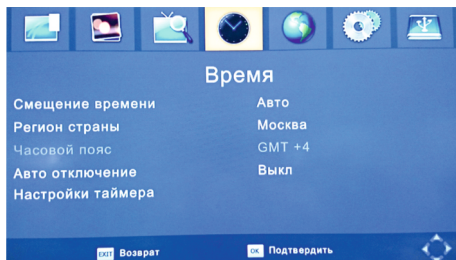 Время
Смещение времени Авто
Регион страны Москва
Часовой пояс GMT +4
Авто отключение Выкл
Настройки таймера
EXIT Возврат OK Подтвердить